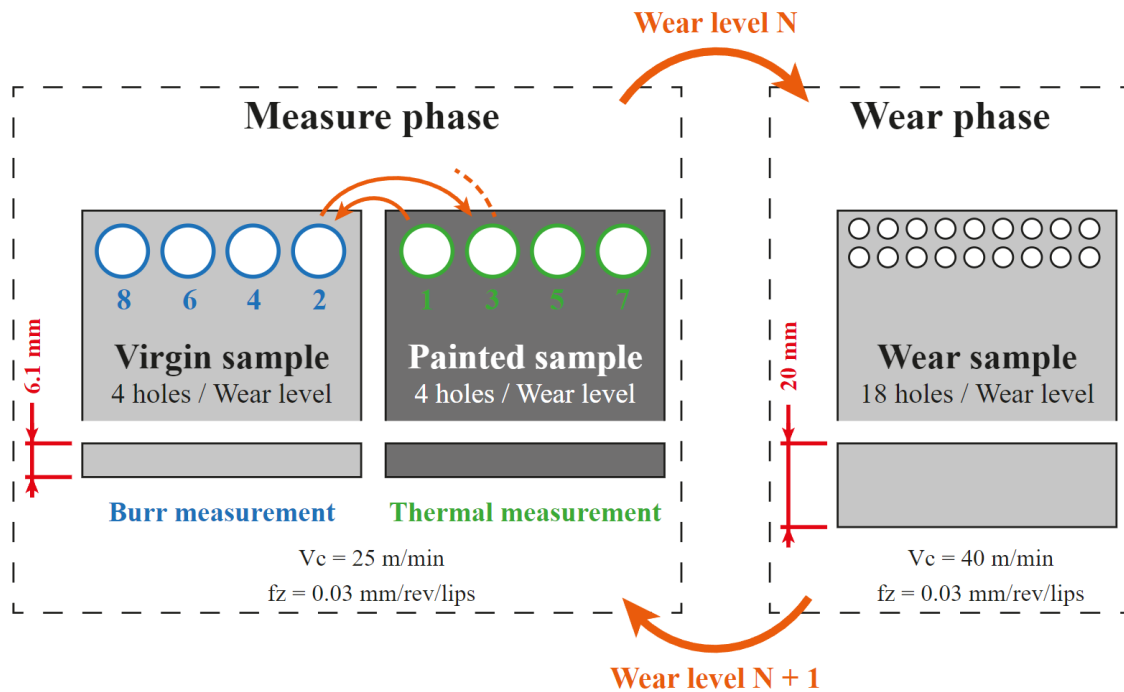 Wear level N
Measure phase
Wear phase
8 6 4 2
1 3 5 7
Virgin sample
4 holes / Wear level
Painted sample
4 holes / Wear level
Wear sample
18 holes / Wear level
6.1 mm
20 mm
Burr measurement
Thermal measurement
Vc = 25 m/min
fz = 0.03 mm/rev/lips
Vc = 40 m/min
fz = 0.03 mm/rev/lips
Wear level N + 1